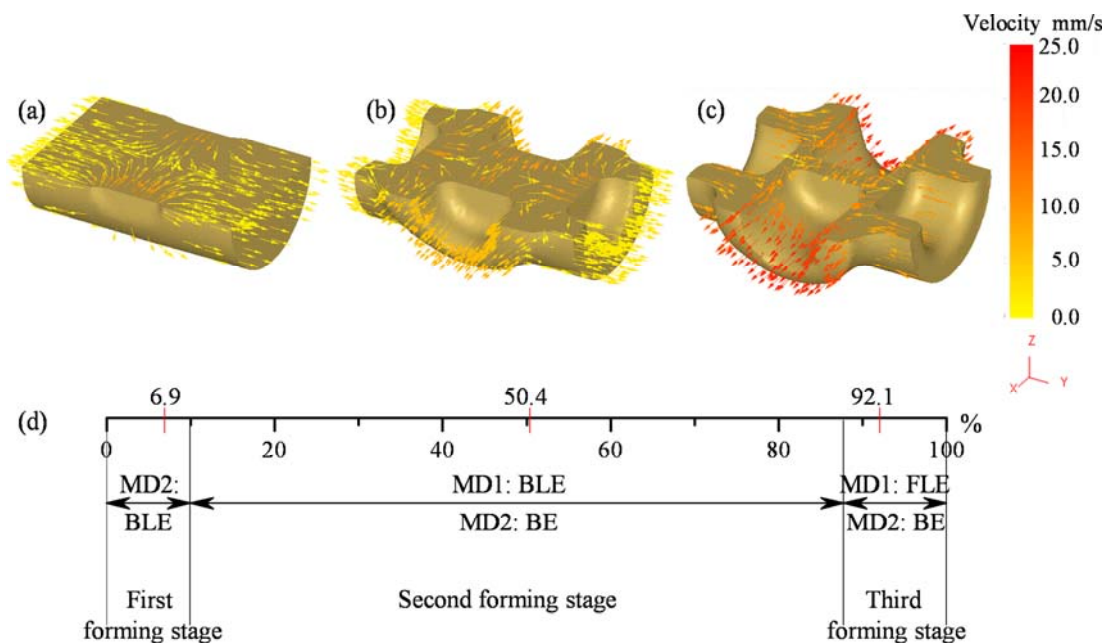 Velocity mm/s
25.0
20.0
15.0
10.0
5.0
0.0
(a)
(b)
(c)
Z
X
Y
(d)
6.9
50.4
92.1
0
20
40
60
80
100
%
MD2:
BLE
MD1: BLE
MD2: BE
MD1: FLE
MD2: BE
First
forming stage
Second forming stage
Third
forming stage